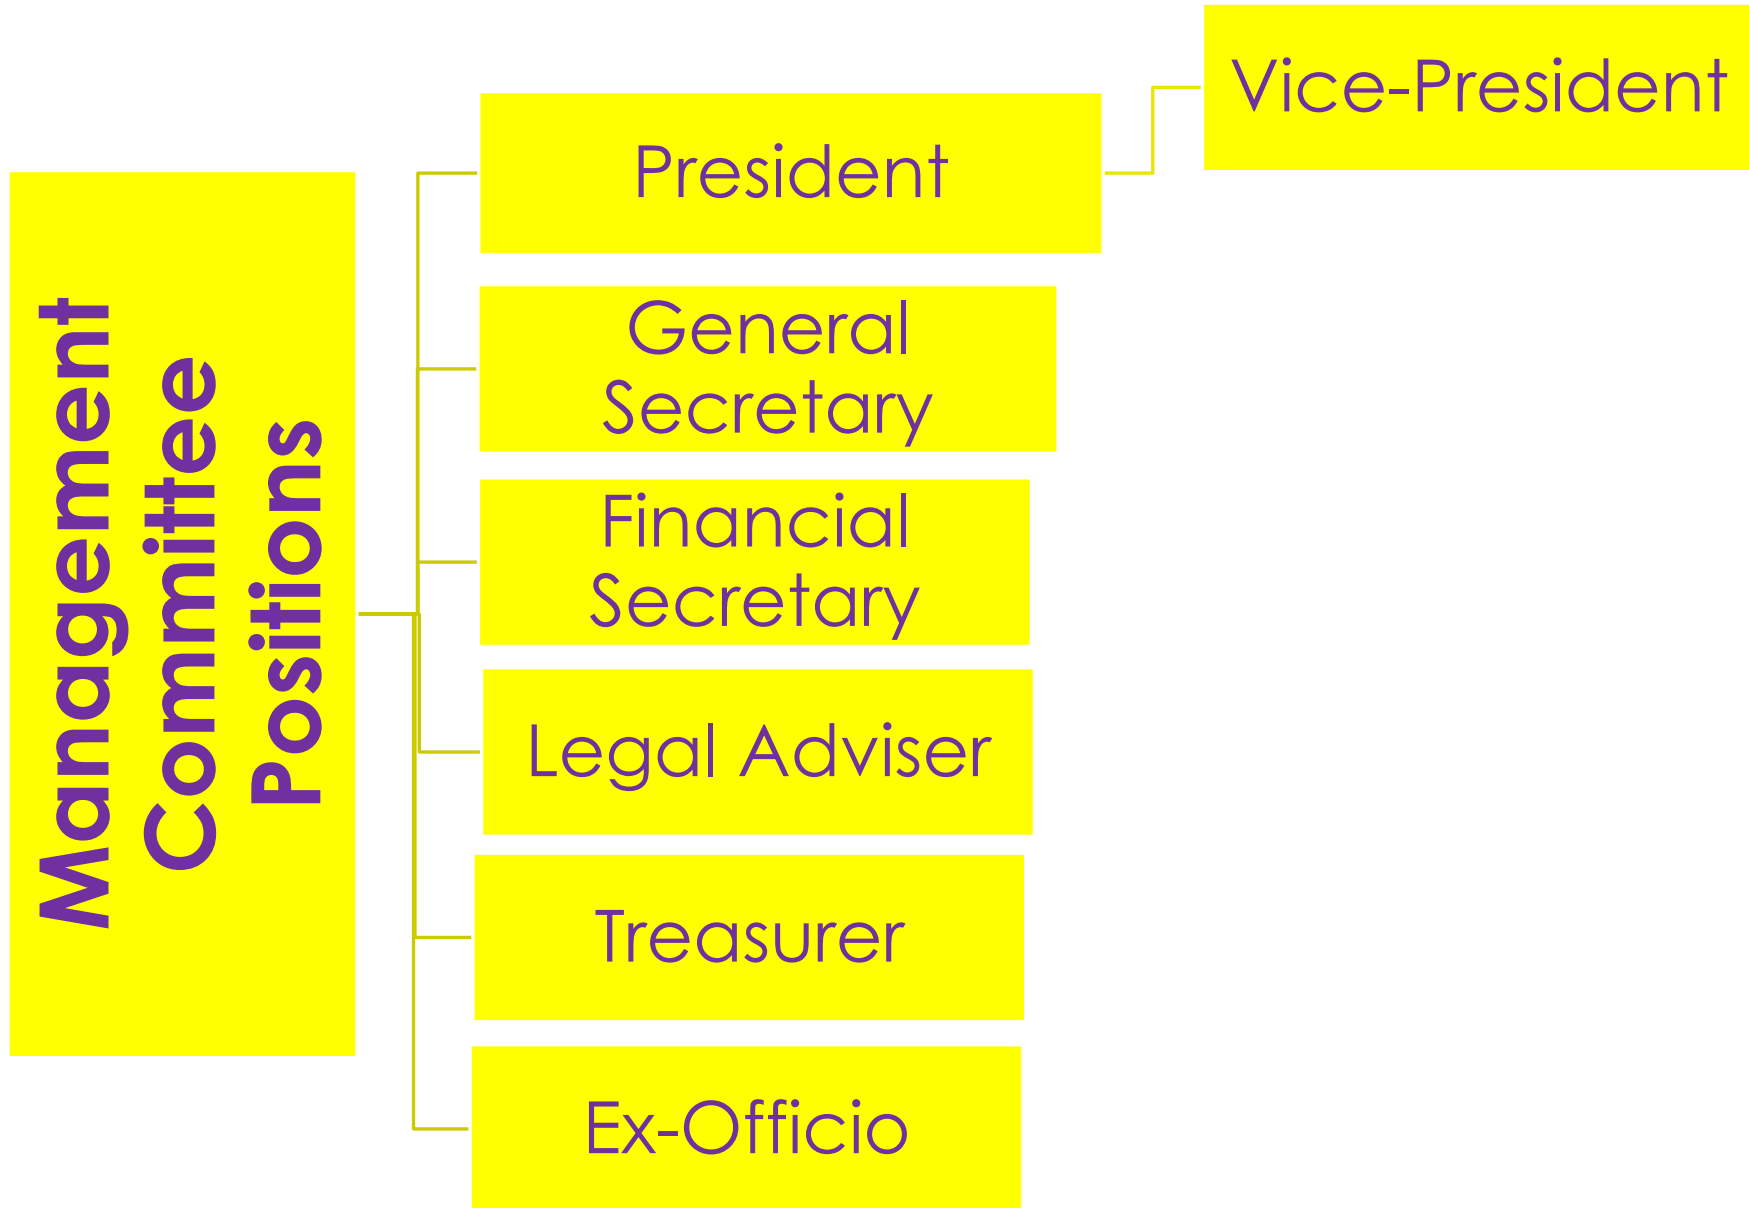 Management
Committee
Positions
President
Vice-President
General
Secretary
Financial
Secretary
Legal Adviser
Treasurer
Ex-Officio